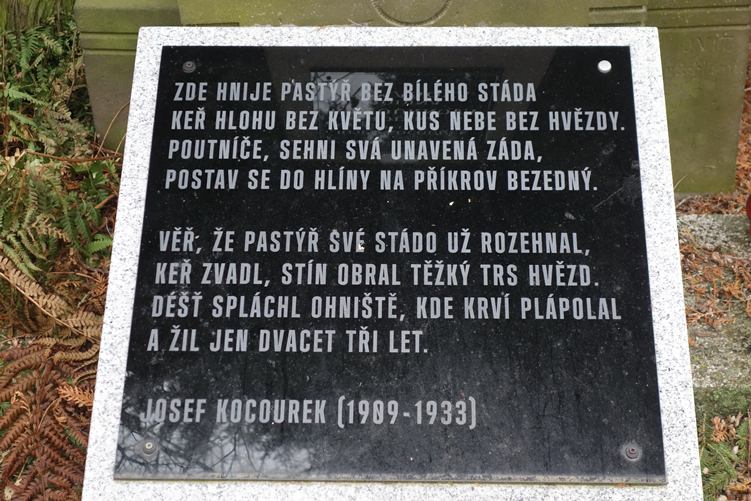 ZDE HNIJE PASTÝŘ BEZ BÍLÉHO STÁDA
KEŘ HLOHU BEZ KVĚTU, KUS NEBE BEZ HVĚZDY.
POUTNÍČE, SEHNI SVÁ UNAVENÁ ZÁDA,
POSTAV SE DO HLÍNY NA PŘÍKROV BEZEDNÝ.
VĚŘ, ŽE PASTÝŘ SVÉ STÁDO UŽ ROZEHNAL,
KEŘ ZVADL, STÍN OBRAL TĚŽKÝ TRS HVĚZD.
DÉŠŤ SPLÁCHL OHNIŠTĚ, KDE KRVÍ PLÁPOLAL
A ŽIL JEN DVACET TŘI LET.
JOSEF KOCOUREK (1909-1933)